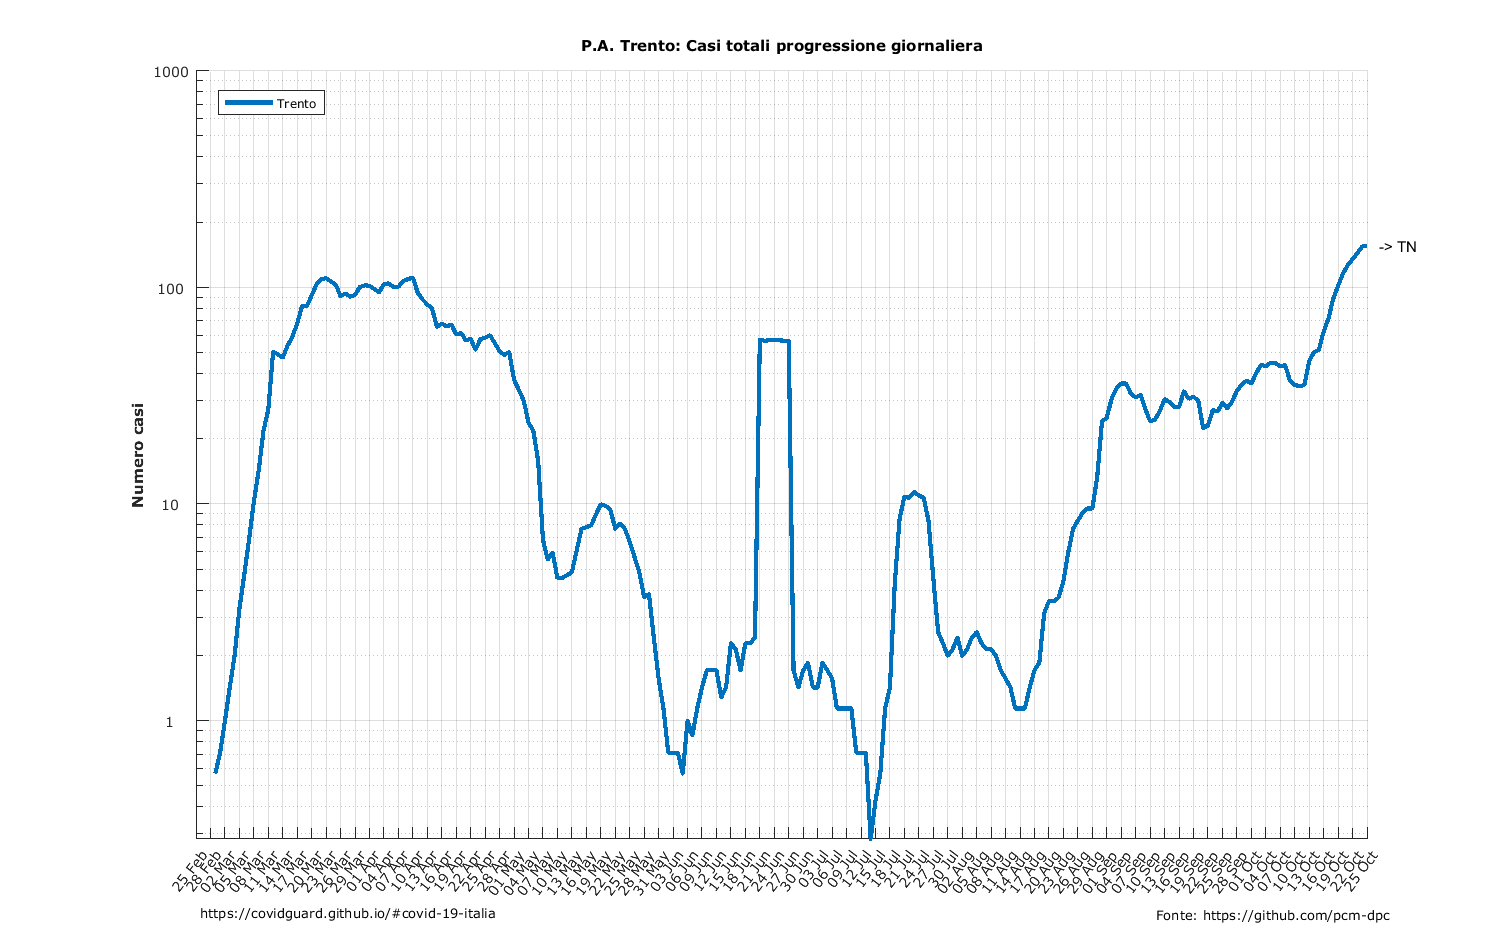 P.A. Trento: Casi totali progressione giornaliera
1000
100
10
1
Numero casi
Trento
-> TN
25 Feb
28 Feb
02 Mar
05 Mar
08 Mar
11 Mar
14 Mar
17 Mar
20 Mar
23 Mar
26 Mar
29 Mar
01 Apr
04 Apr
07 Apr
10 Apr
13 Apr
16 Apr
19 Apr
22 Apr
25 Apr
28 Apr
01 May
04 May
07 May
10 May
13 May
16 May
19 May
22 May
25 May
28 May
31 May
03 Jun
06 Jun
09 Jun
12 Jun
15 Jun
18 Jun
21 Jun
24 Jun
27 Jun
30 Jun
03 Jul
06 Jul
09 Jul
12 Jul
15 Jul
18 Jul
21 Jul
24 Jul
27 Jul
30 Jul
02 Aug
05 Aug
08 Aug
11 Aug
14 Aug
17 Aug
20 Aug
23 Aug
26 Aug
29 Aug
01 Sep
04 Sep
07 Sep
10 Sep
13 Sep
16 Sep
19 Sep
22 Sep
25 Sep
28 Sep
01 Oct
04 Oct
07 Oct
10 Oct
13 Oct
16 Oct
19 Oct
22 Oct
25 Oct
https://covidguard.github.io/#covid-19-italia
Fonte: https://github.com/pcm-dpc